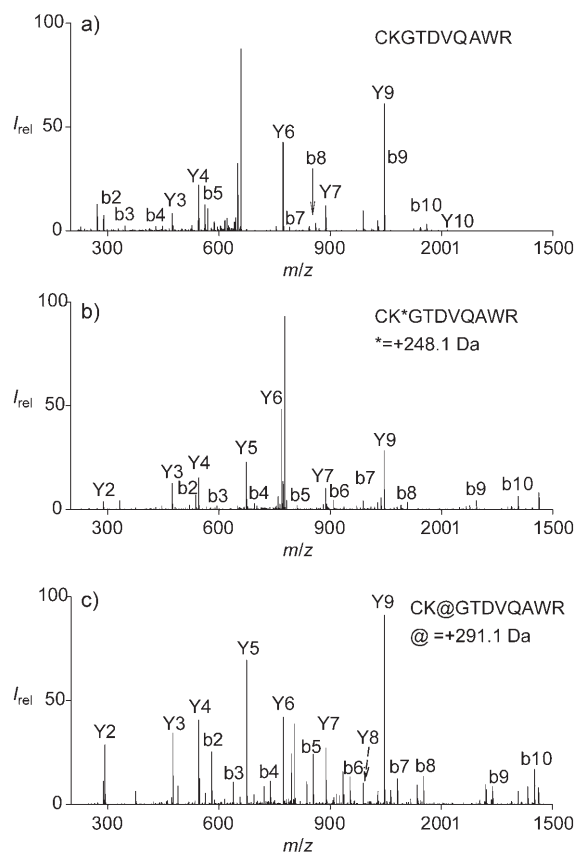 a)
CKGTDVQAWR
100
50
0
I rel
b2
b3
b4
Y3
Y4
b5
Y6
b7
b8
Y7
Y9
b9
b10
Y10
300
600
900
2001
1500
m/z
b)
CK*GTDVQAWR
*=+248.1 Da
100
50
0
I rel
Y2
Y3
b2
Y4
b3
Y5
b4
Y6
b5
Y7
b6
b7
Y9
b8
b9
b10
300
600
900
2001
1500
m/z
c)
CK@GTDVQAWR
@ =+291.1 Da
100
50
0
I rel
Y2
Y3
Y4
b2
b3
Y5
b4
Y6
b5
Y7
b6
Y8
Y9
b7
b8
b9
b10
300
600
900
2001
1500
m/z